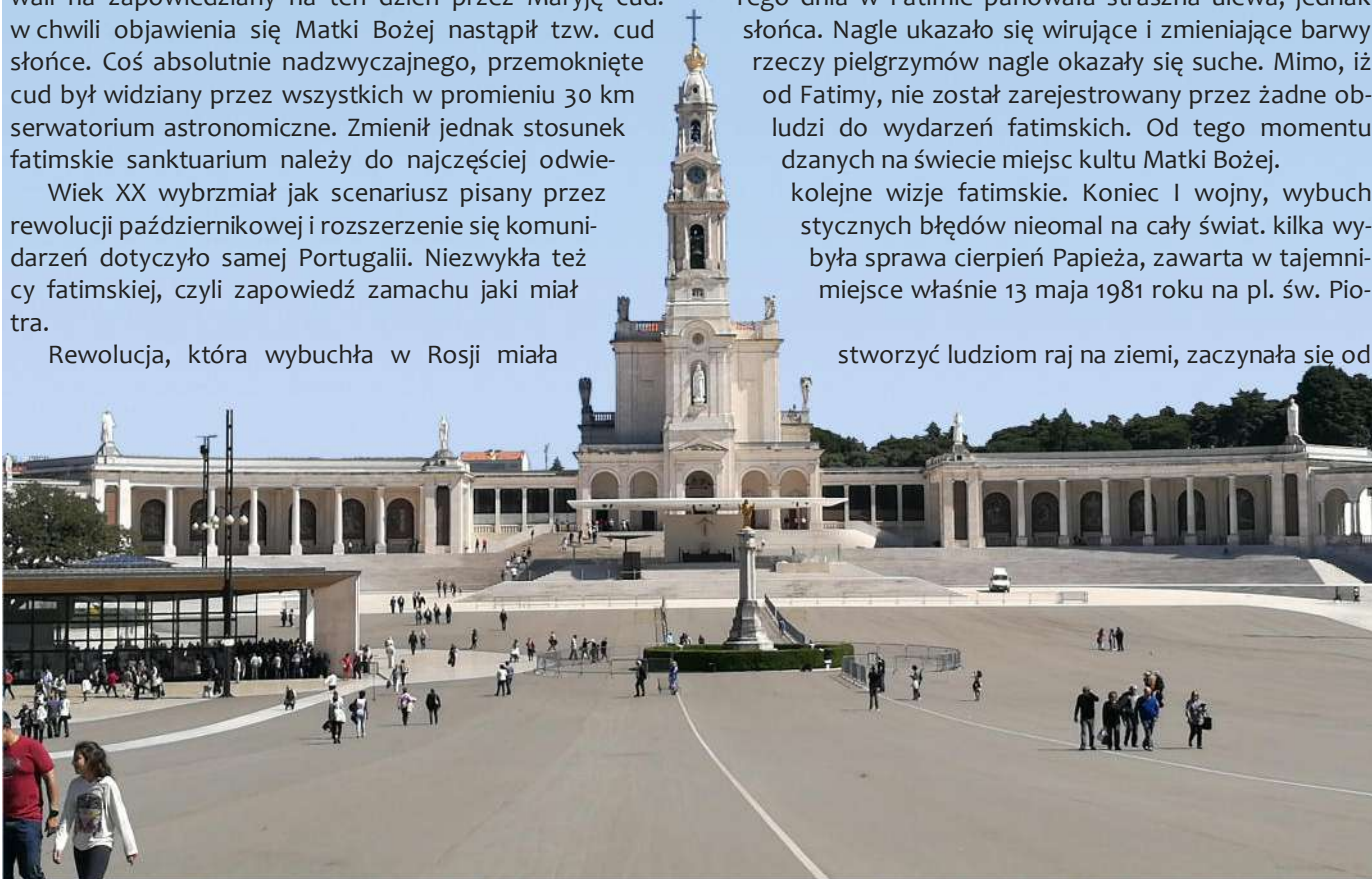 wali na zapowiedziany na ten dzień przez Maryję cud. Tego dnia w Fatimie panowała straszna ulewa, jednak
w chwili objawienia się Matki Bożej nastąpił tzw. cud słońca. Nagle ukazało się wirujące i zmieniające barwy
słońce. Coś absolutnie nadzwyczajnego, przemoknięte rzeczy pielgrzymów nagle okazały się suche. Mimo, iż
cud był widziany przez wszystkich w promieniu 30 km od Fatimy, nie został zarejestrowany przez żadne ob-
serwatorium astronomiczne. Zmienił jednak stosunek ludzi do wydarzeń fatimskich. Od tego momentu
fatimskie sanktuarium należy do najczęściej odwie- dzanych na świecie miejsc kultu Matki Bożej.
Wiek XX wybrzmiał jak scenariusz pisany przez kolejne wizje fatimskie. Koniec I wojny, wybuch
rewolucji październikowej i rozszerzenie się komuni- stycznych błędów nieomal na cały świat. kilka wy-
darzeń dotyczyło samej Portugalii. Niezwykła też była sprawa cierpień Papieża, zawarta w tajemni-
cy fatimskiej, czyli zapowiedź zamachu jaki miał miejsce właśnie 13 maja 1981 roku na pl. św. Pio-
tra.
Rewolucja, która wybuchła w Rosji miała stworzyć ludziom raj na ziemi, zaczynała się od